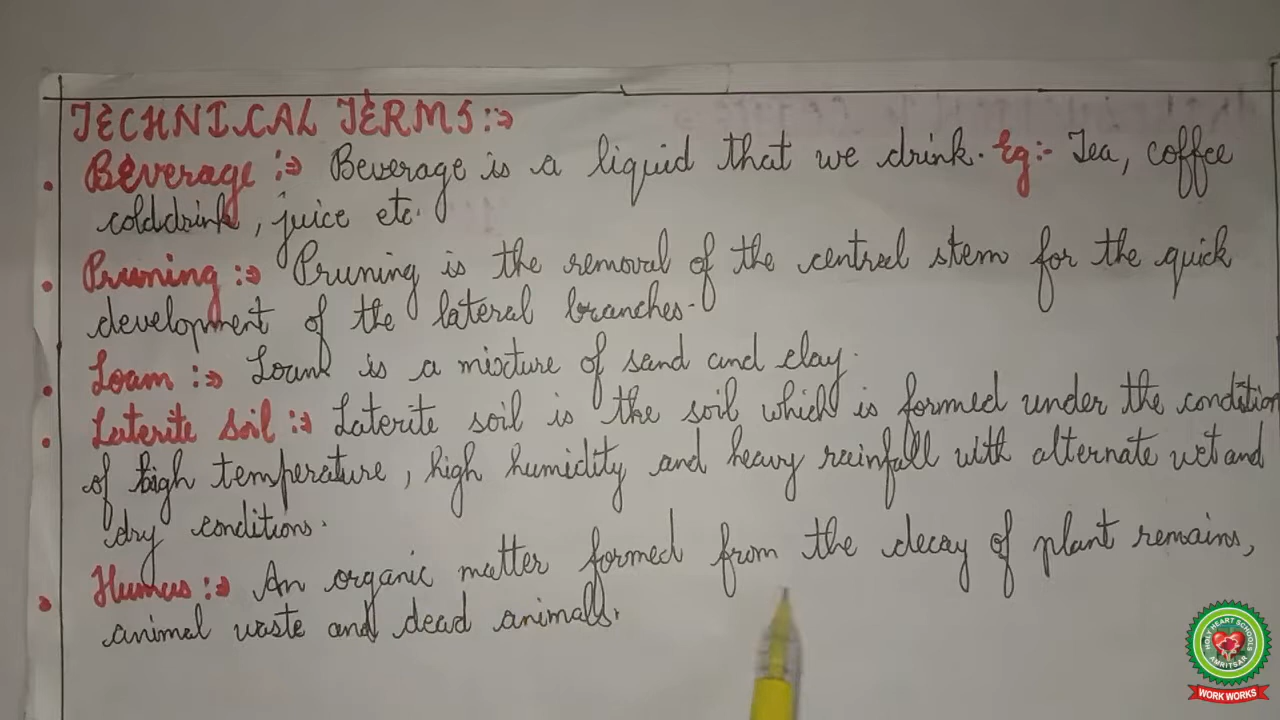 TECHNICAL TERMS:→
• Beverage :→ Beverage is a liquid that we drink. Eg:- Tea, coffee
colddrink, juice etc.
• Pruning :→ Pruning is the removal of the central stem for the quick
development of the lateral branches.
• Loam :→ Loam is a mixture of sand and clay.
• Laterite Soil :→ Laterite soil is the soil which is formed under the condition
of high temperature, high humidity and heavy rainfall with alternate wet and
dry conditions.
• Humus :→ An organic matter formed from the decay of plant remains,
animal waste and dead animals.
HOLY HEART SCHOOLS
AMRITSAR
WORK WORKS